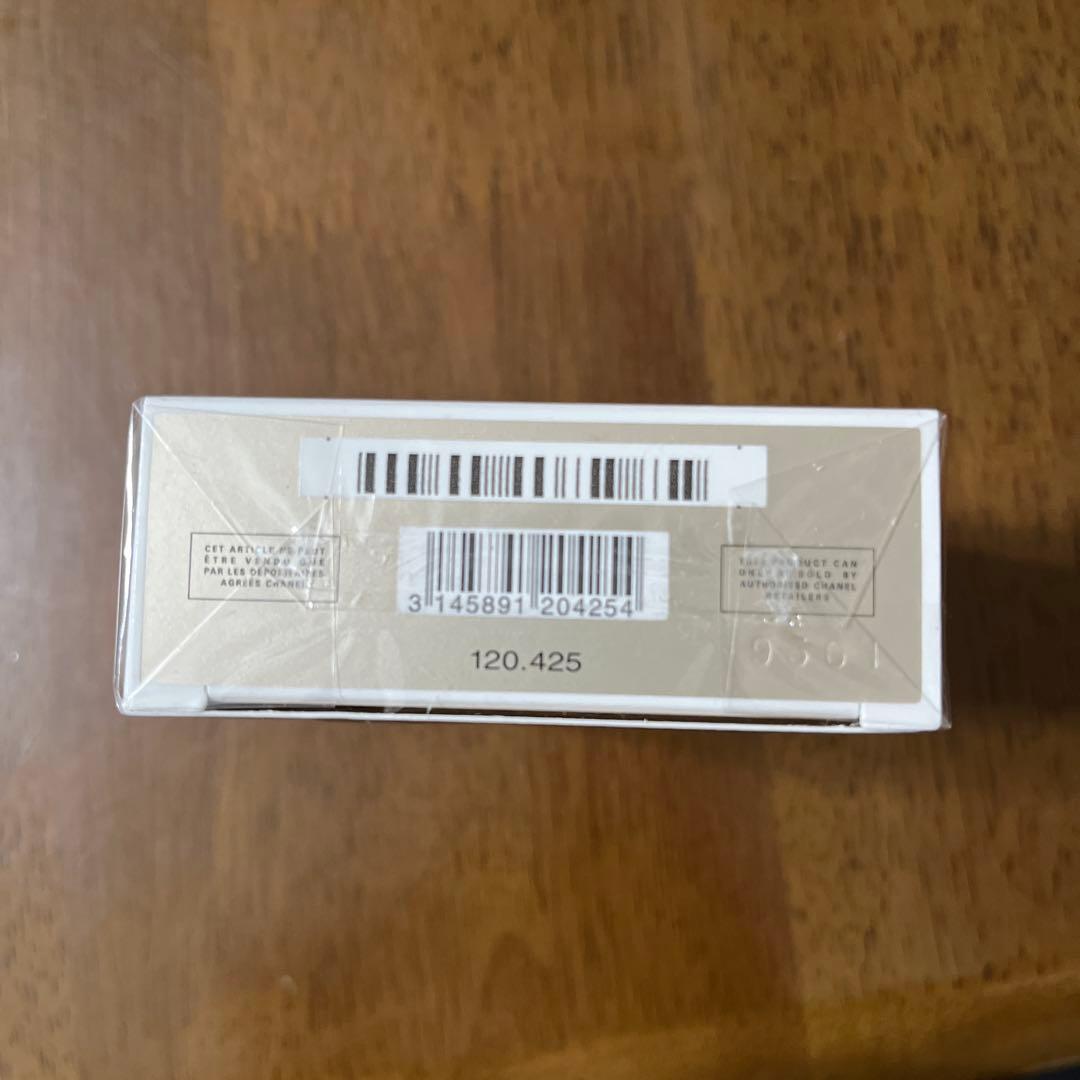 CET ARTICLE NE PEUT
ÊTRE VENDU QUE
PAR LES DÉPOSITAIRES
AGRÉÉS CHANEL
3 145891 204254
120.425
THIS PRODUCT CAN
ONLY BE SOLD BY
AUTHORISED CHANEL
RETAILERS